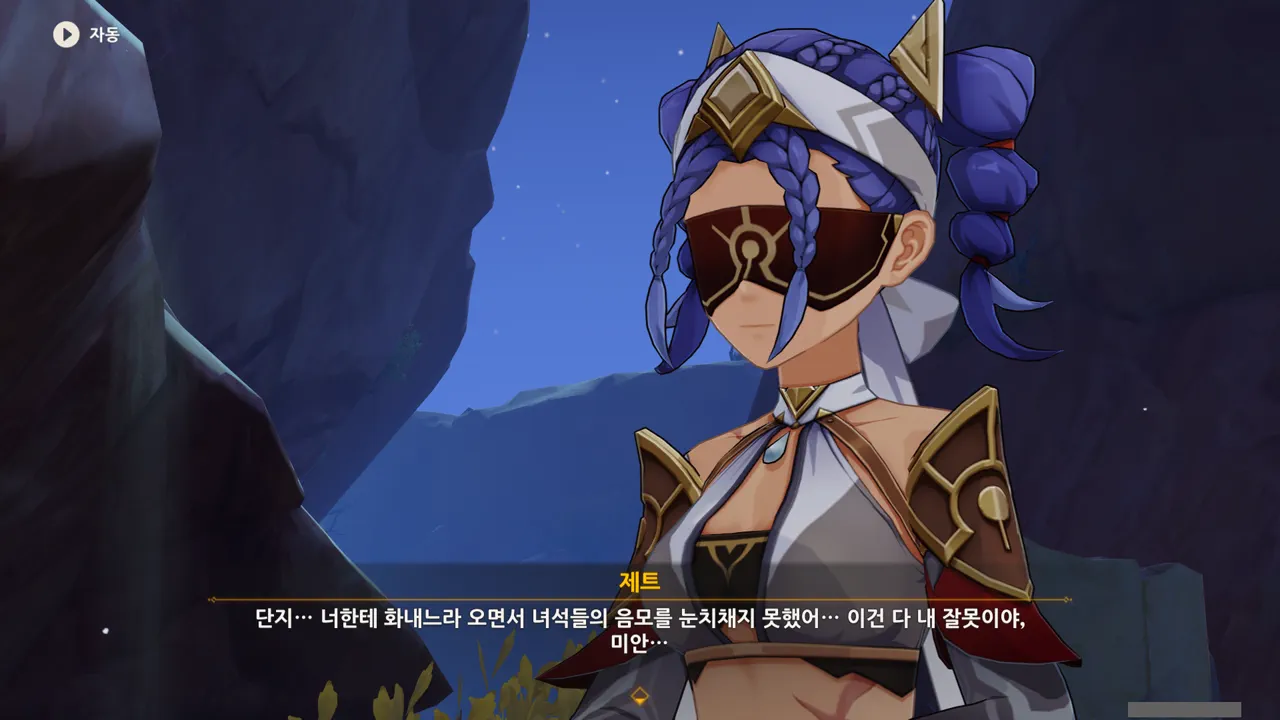 자동
제트
단지… 너한테 화내느라 오면서 녀석들의 음모를 눈치채지 못했어… 이건 다 내 잘못이야,
미안…